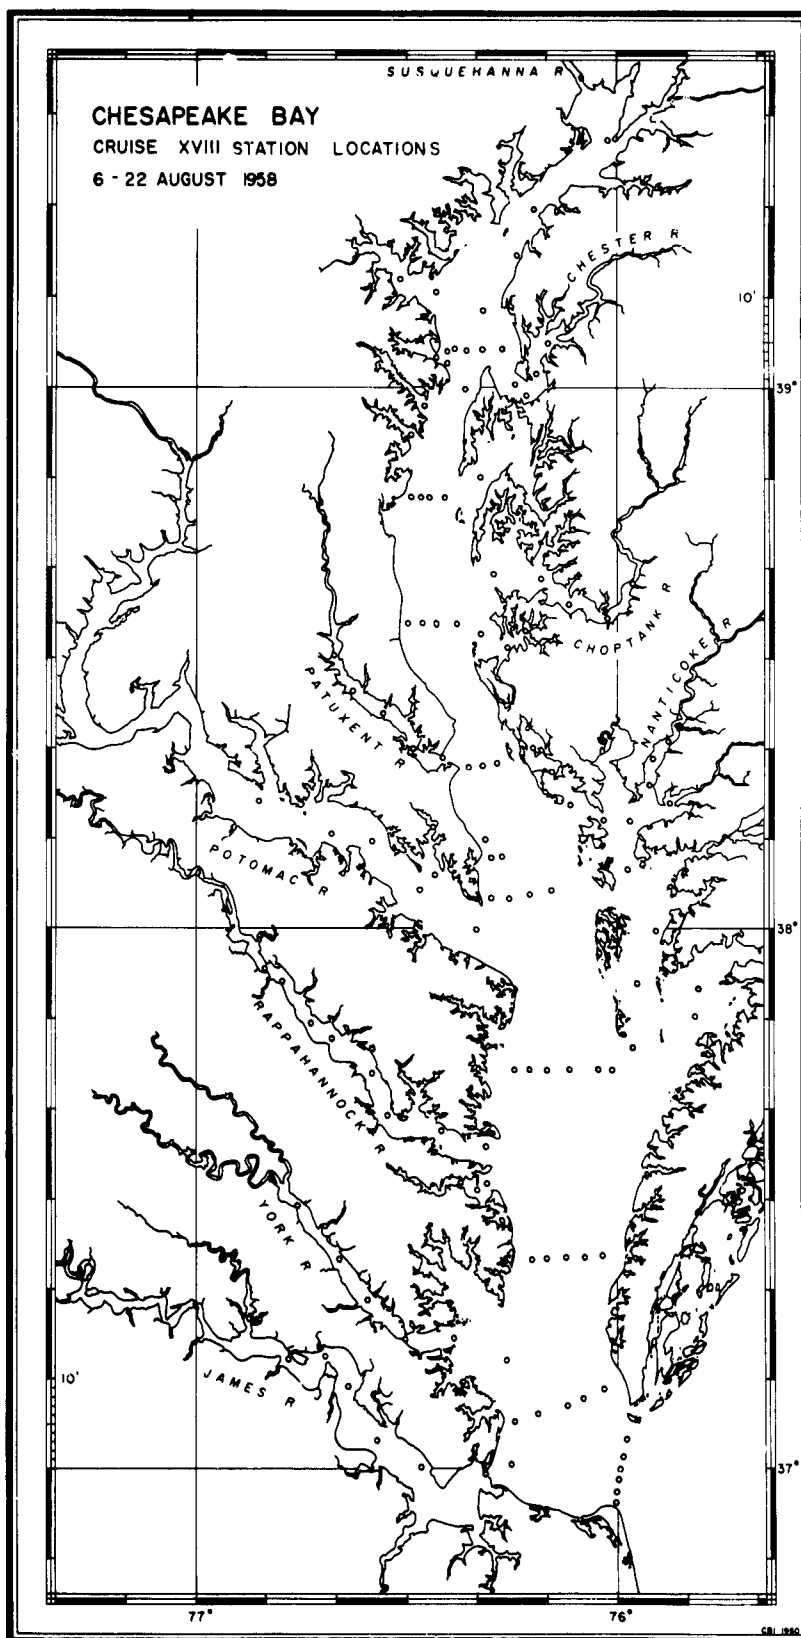 SUSQUEHANNA R
CHESAPEAKE BAY
CRUISE XVIII STATION LOCATIONS
6 - 22 AUGUST 1958
CHESTER R
10'
39°
CHOPTANK R
NANTICOKE R
PATUXENT R
POTOMAC R
38°
RAPPAHANNOCK R
YORK R
JAMES R
10'
37°
77°
76°
CBI 1960